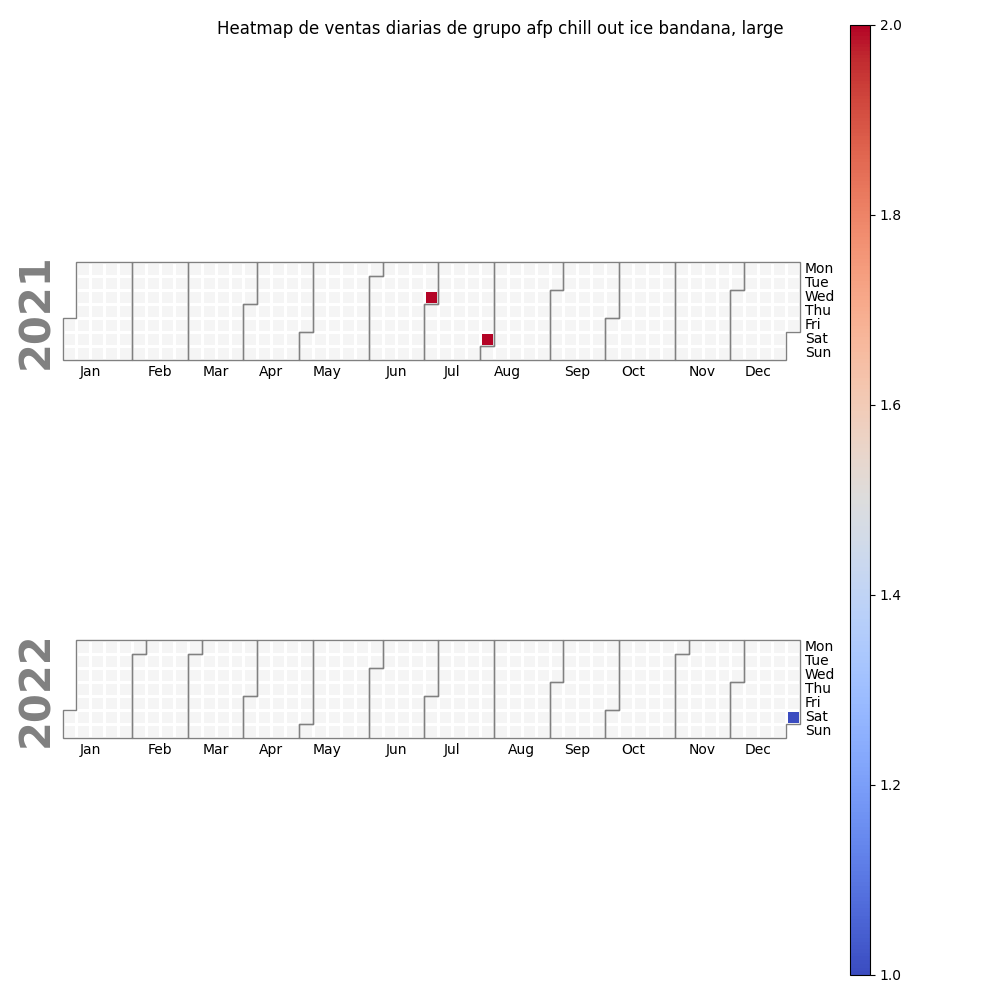 Heatmap de ventas diarias de grupo afp chill out ice bandana, large
2.0
1.8
1.6
1.4
1.2
1.0
2021
Mon
Tue
Wed
Thu
Fri
Sat
Sun
Jan Feb Mar Apr May Jun Jul Aug Sep Oct Nov Dec
2022
Mon
Tue
Wed
Thu
Fri
Sat
Sun
Jan Feb Mar Apr May Jun Jul Aug Sep Oct Nov Dec